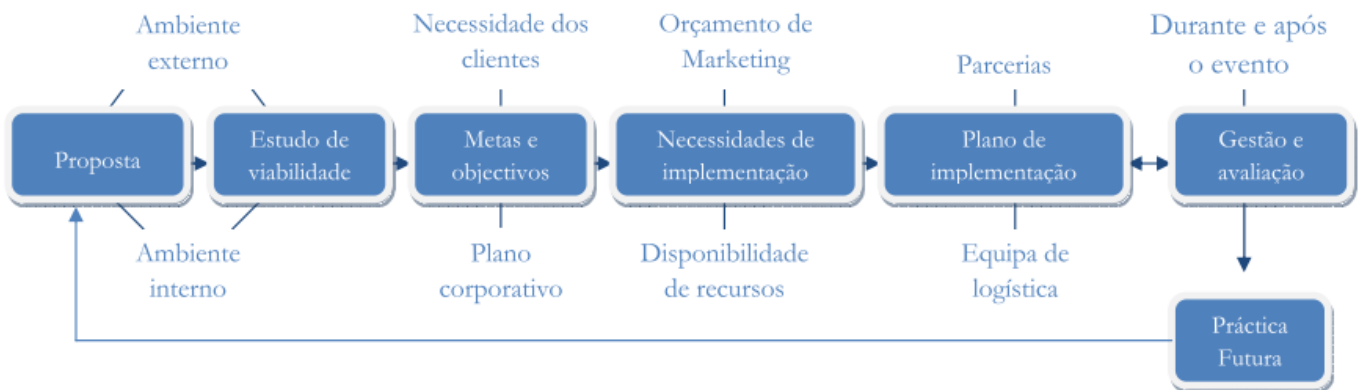 Ambiente
externo
Necessidade dos
clientes
Orçamento de
Marketing
Parcerias
Durante e após
o evento
Proposta
Estudo de
viabilidade
Metas e
objectivos
Necessidades de
implementação
Plano de
implementação
Gestão e
avaliação
Ambiente
interno
Plano
corporativo
Disponibilidade
de recursos
Equipa de
logística
Práctica
Futura